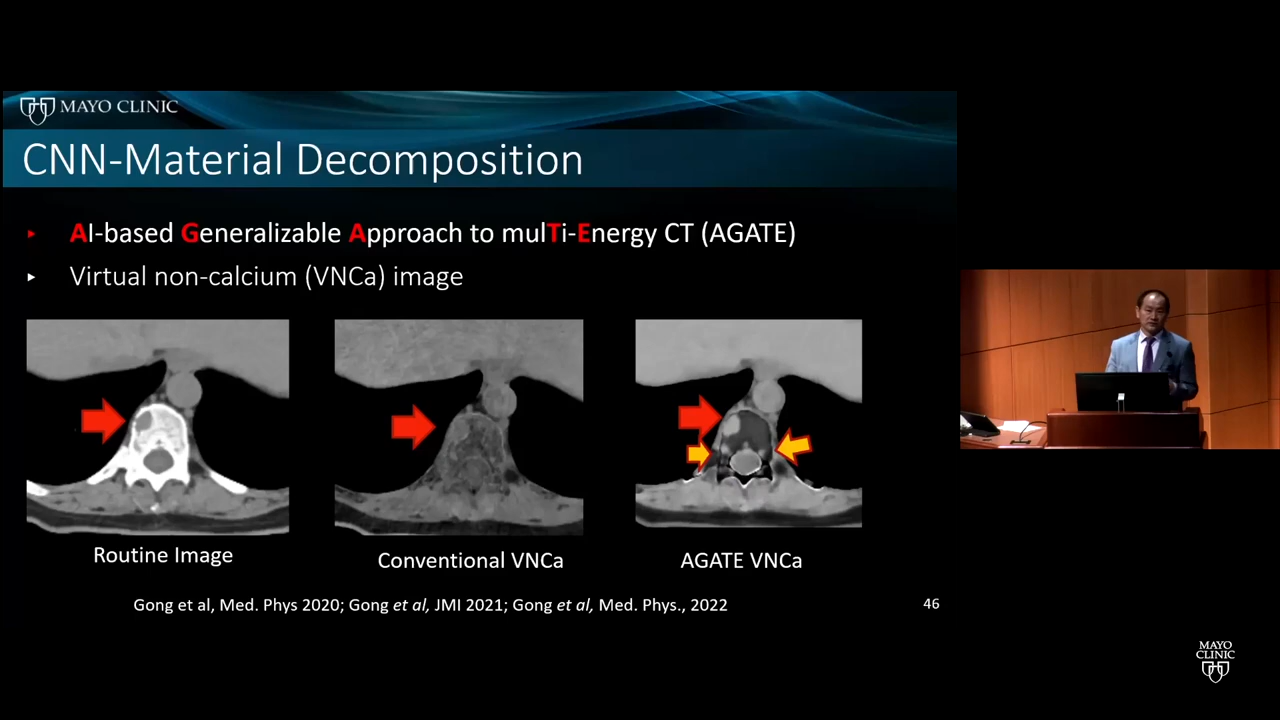 MAYO CLINIC
CNN-Material Decomposition
AI-based Generalizable Approach to mulTi-Energy CT (AGATE)
Virtual non-calcium (VNCa) image
Routine Image
Conventional VNCa
AGATE VNCa
Gong et al, Med. Phys 2020; Gong et al, JMI 2021; Gong et al, Med. Phys., 2022
46
MAYO
CLINIC